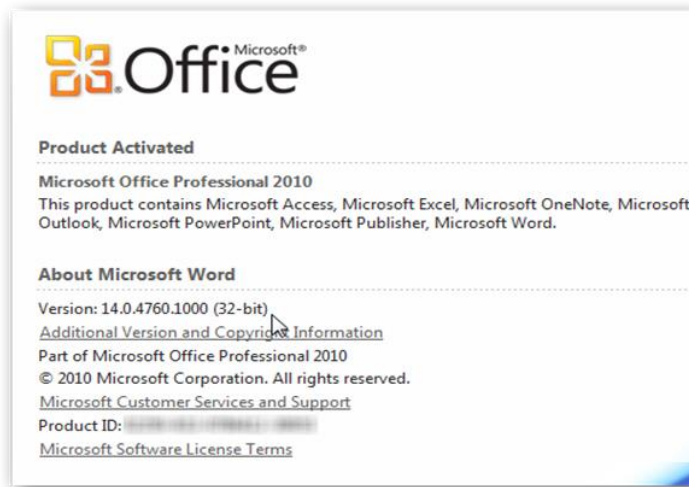 Microsoft®
Office
Product Activated
Microsoft Office Professional 2010
This product contains Microsoft Access, Microsoft Excel, Microsoft OneNote, Microsoft
Outlook, Microsoft PowerPoint, Microsoft Publisher, Microsoft Word.
About Microsoft Word
Version: 14.0.4760.1000 (32-bit)
Additional Version and Copyright Information
Part of Microsoft Office Professional 2010
© 2010 Microsoft Corporation. All rights reserved.
Microsoft Customer Services and Support
Product ID:
Microsoft Software License Terms